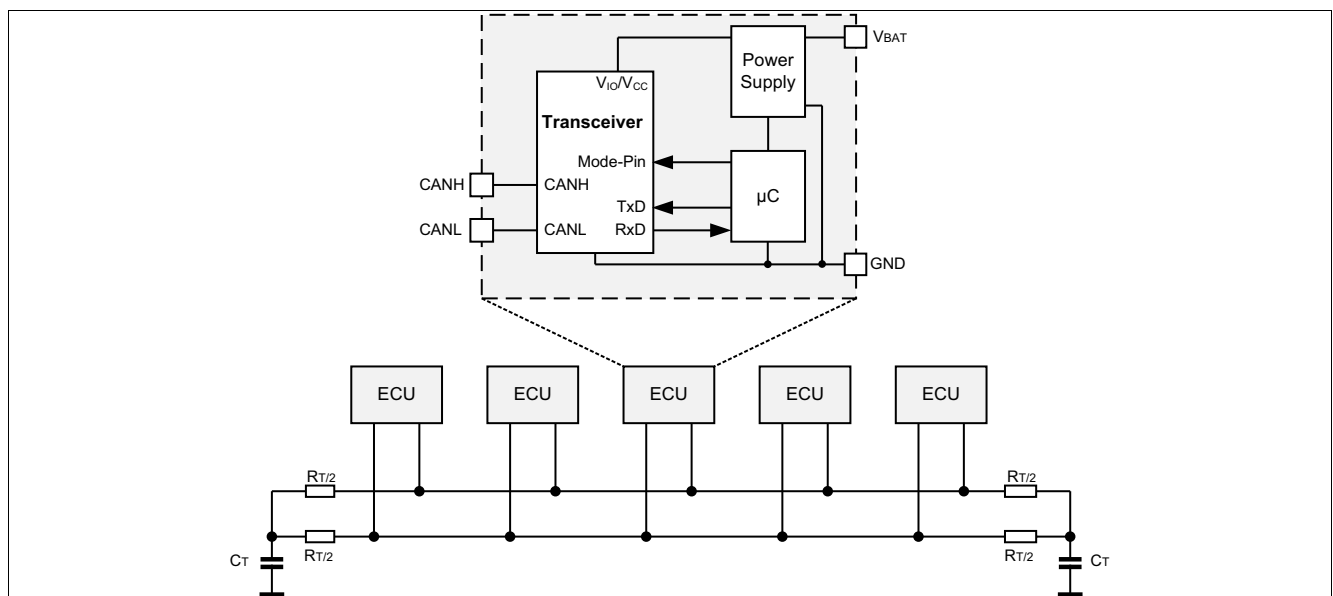 VBAT
Power
Supply
VIO/VCC
Transceiver
Mode-Pin
CANH
CANH
µC
TxD
CANL
CANL
RxD
GND
ECU
ECU
ECU
ECU
ECU
RT/2
RT/2
RT/2
RT/2
CT
CT